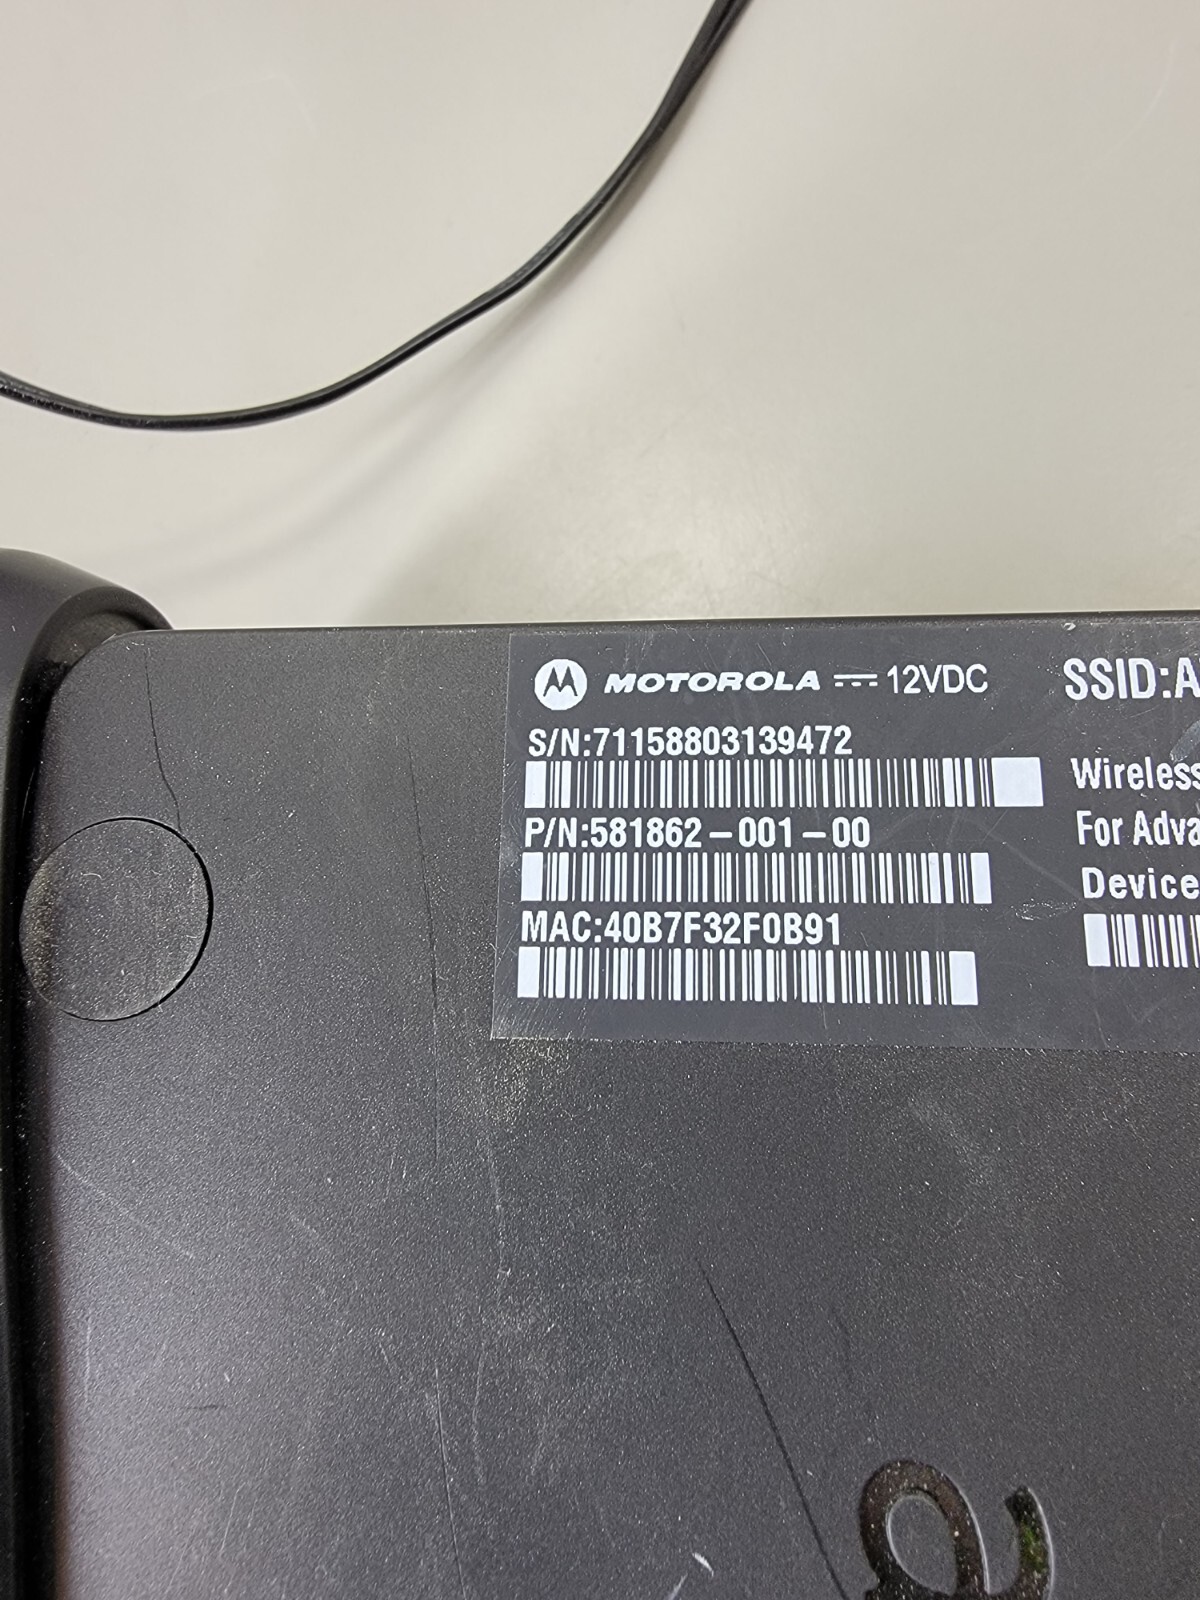 MOTOROLA 12VDC
S/N:71158803139472
P/N:581862-001-00
MAC:40B7F32F0B91
SSID:A
Wireless
For Adva
Device